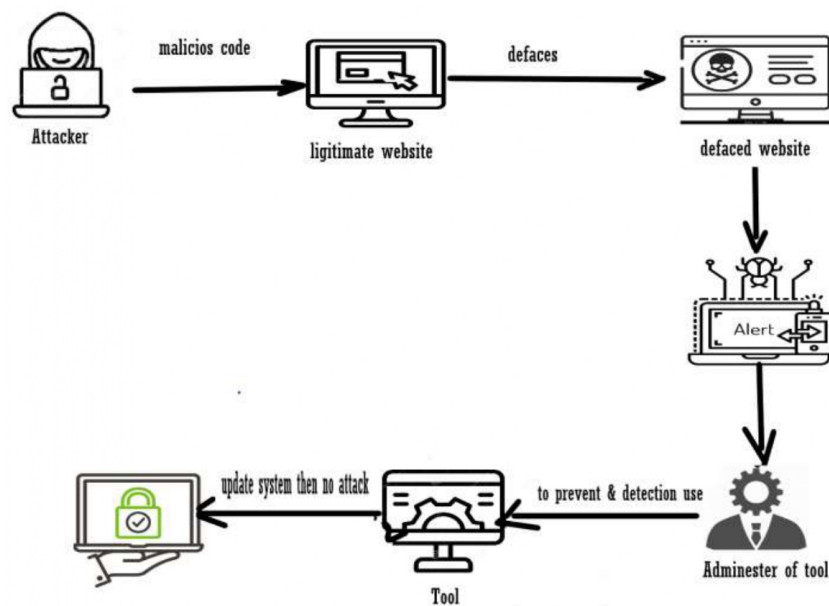 malicios code
defaces
Attacker
ligitimate website
defaced website
Alert
update system then no attack
to prevent & detection use
Tool
Adminester of tool